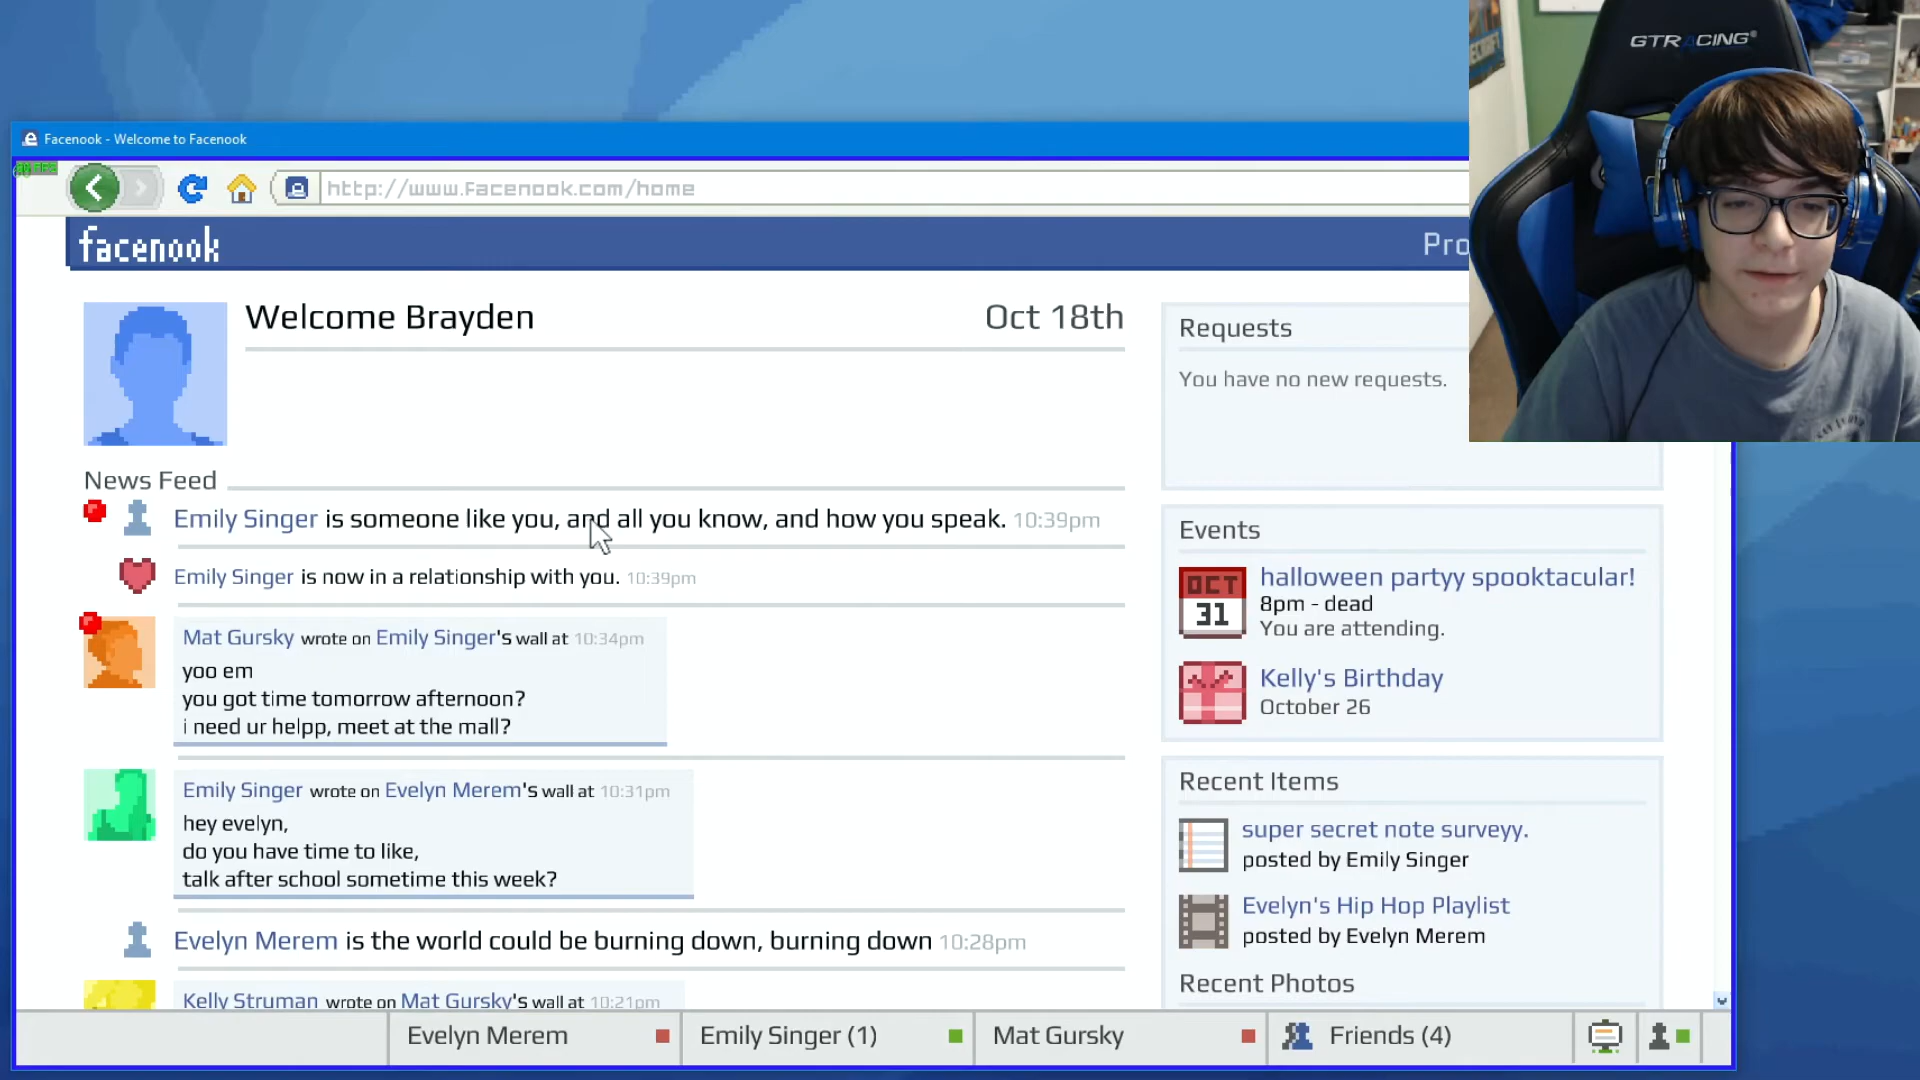 GTRACING
Facenook - Welcome to Facenook
http://www.facenook.com/home
facenook
Pro
Welcome Brayden
Oct 18th
News Feed
Emily Singer is someone like you, and all you know, and how you speak. 10:39pm
Emily Singer is now in a relationship with you. 10:39pm
Mat Gursky wrote on Emily Singer's wall at 10:34pm
yoo em
you got time tomorrow afternoon?
i need ur helpp, meet at the mall?
Emily Singer wrote on Evelyn Merem's wall at 10:31pm
hey evelyn,
do you have time to like,
talk after school sometime this week?
Evelyn Merem is the world could be burning down, burning down 10:28pm
Kelly Struman wrote on Mat Gursky's wall at 10:21pm
Requests
You have no new requests.
Events
OCT
31
halloween partyy spooktacular!
8pm - dead
You are attending.
Kelly's Birthday
October 26
Recent Items
super secret note surveyy.
posted by Emily Singer
Evelyn's Hip Hop Playlist
posted by Evelyn Merem
Recent Photos
Evelyn Merem
Emily Singer (1)
Mat Gursky
Friends (4)